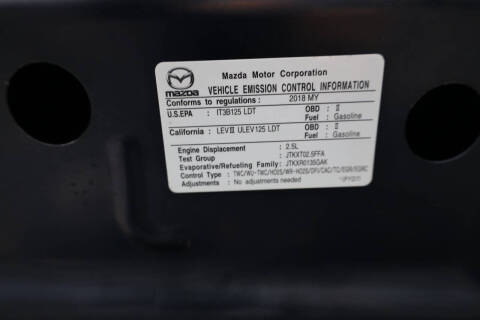 Mazda Motor Corporation
mazda
VEHICLE EMISSION CONTROL INFORMATION
Conforms to regulations : 2018 MY
U.S.EPA : IT3B125 LDT OBD : II
Fuel : Gasoline
California : LEVIII ULEV125 LDT OBD : II
Fuel : Gasoline
Engine Displacement : 2.5L
Test Group : JTKXT02.5FFA
Evaporative/Refueling Family: JTKXR0135GAK
Control Type : TWC/WU-TWC/HO2S/WR-HO2S/DFI/CAC/TC/EGR/EGRC
Adjustments : No adjustments needed